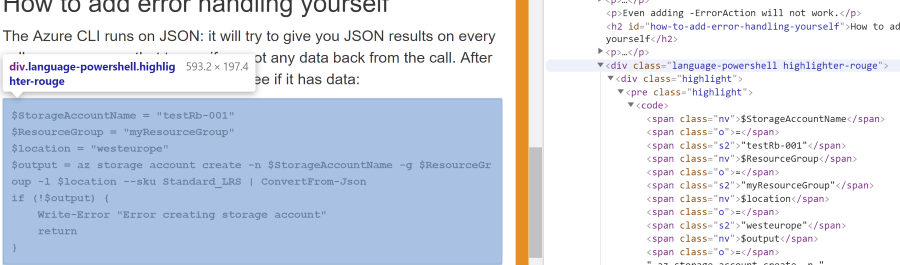 How to add error handling yourself
The Azure CLI runs on JSON: it will try to give you JSON results on every
ot any data back from the call. After
div.language-powershell.highlig
hter-rouge
593.2 × 197.4
ee if it has data:
$StorageAccountName = "testRb-001"
$ResourceGroup = "myResourceGroup"
$location = "westeurope"
$output = az storage account create -n $StorageAccountName -g $ResourceGr
oup -l $location --sku Standard_LRS | ConvertFrom-Json
if (!$output) {
    Write-Error "Error creating storage account"
    return
}
<p>…</p>
<p>Even adding -ErrorAction will not work.</p>
<h2 id="how-to-add-error-handling-yourself">How to ad
yourself</h2>
<p>…</p>
<div class="language-powershell highlighter-rouge">
<div class="highlight">
<pre class="highlight">
<code>
<span class="nv">$StorageAccountName</span>
<span class="o">=</span>
<span class="s2">"testRb-001"</span>
<span class="nv">$ResourceGroup</span>
<span class="o">=</span>
<span class="s2">"myResourceGroup"</span>
<span class="nv">$location</span>
<span class="o">=</span>
<span class="s2">"westeurope"</span>
<span class="nv">$output</span>
<span class="o">=</span>
" az storage account create -n "